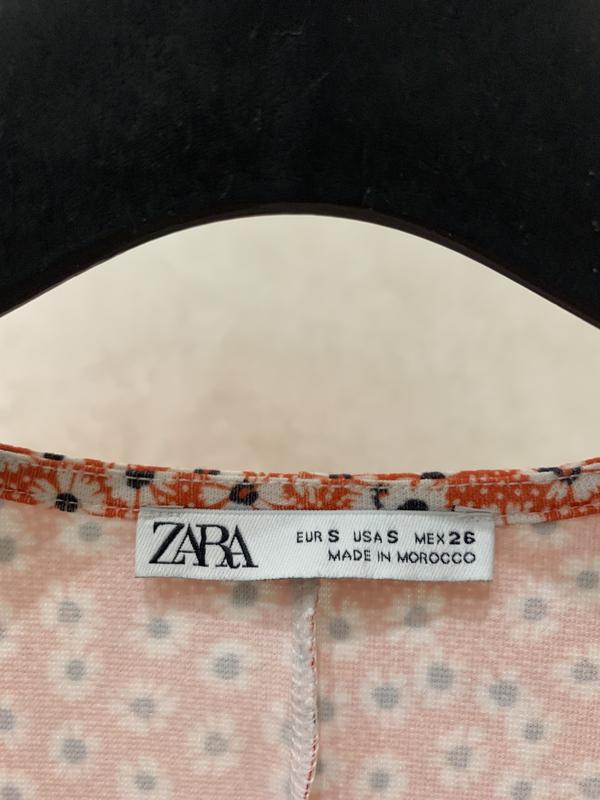 ZARA
EUR S USA S MEX 26
MADE IN MOROCCO